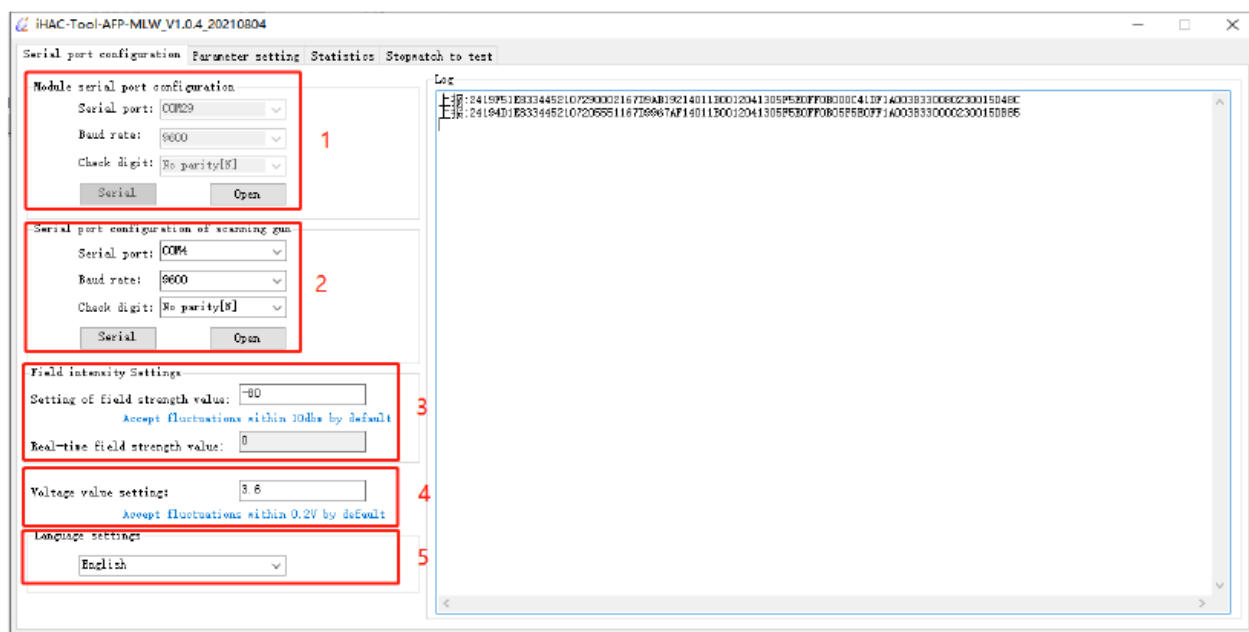 iHAC-Tool-AFP-MLW_V1.0.4_20210804
Serial port configuration Parameter setting Statistics Stopwatch to test
Module serial port configuration
Serial port: COM29
Baud rate: 9600
Check digit: No parity[N]
Serial Open
1
Serial port configuration of scanning gun
Serial port: COM4
Baud rate: 9600
Check digit: No parity[N]
Serial Open
2
Field intensity Settings
Setting of field strength value: -80
Accept fluctuations within 10dbm by default
Real-time field strength value: 0
3
Voltage value setting: 3.6
Accept fluctuations within 0.2V by default
4
Language settings
English
5
Log